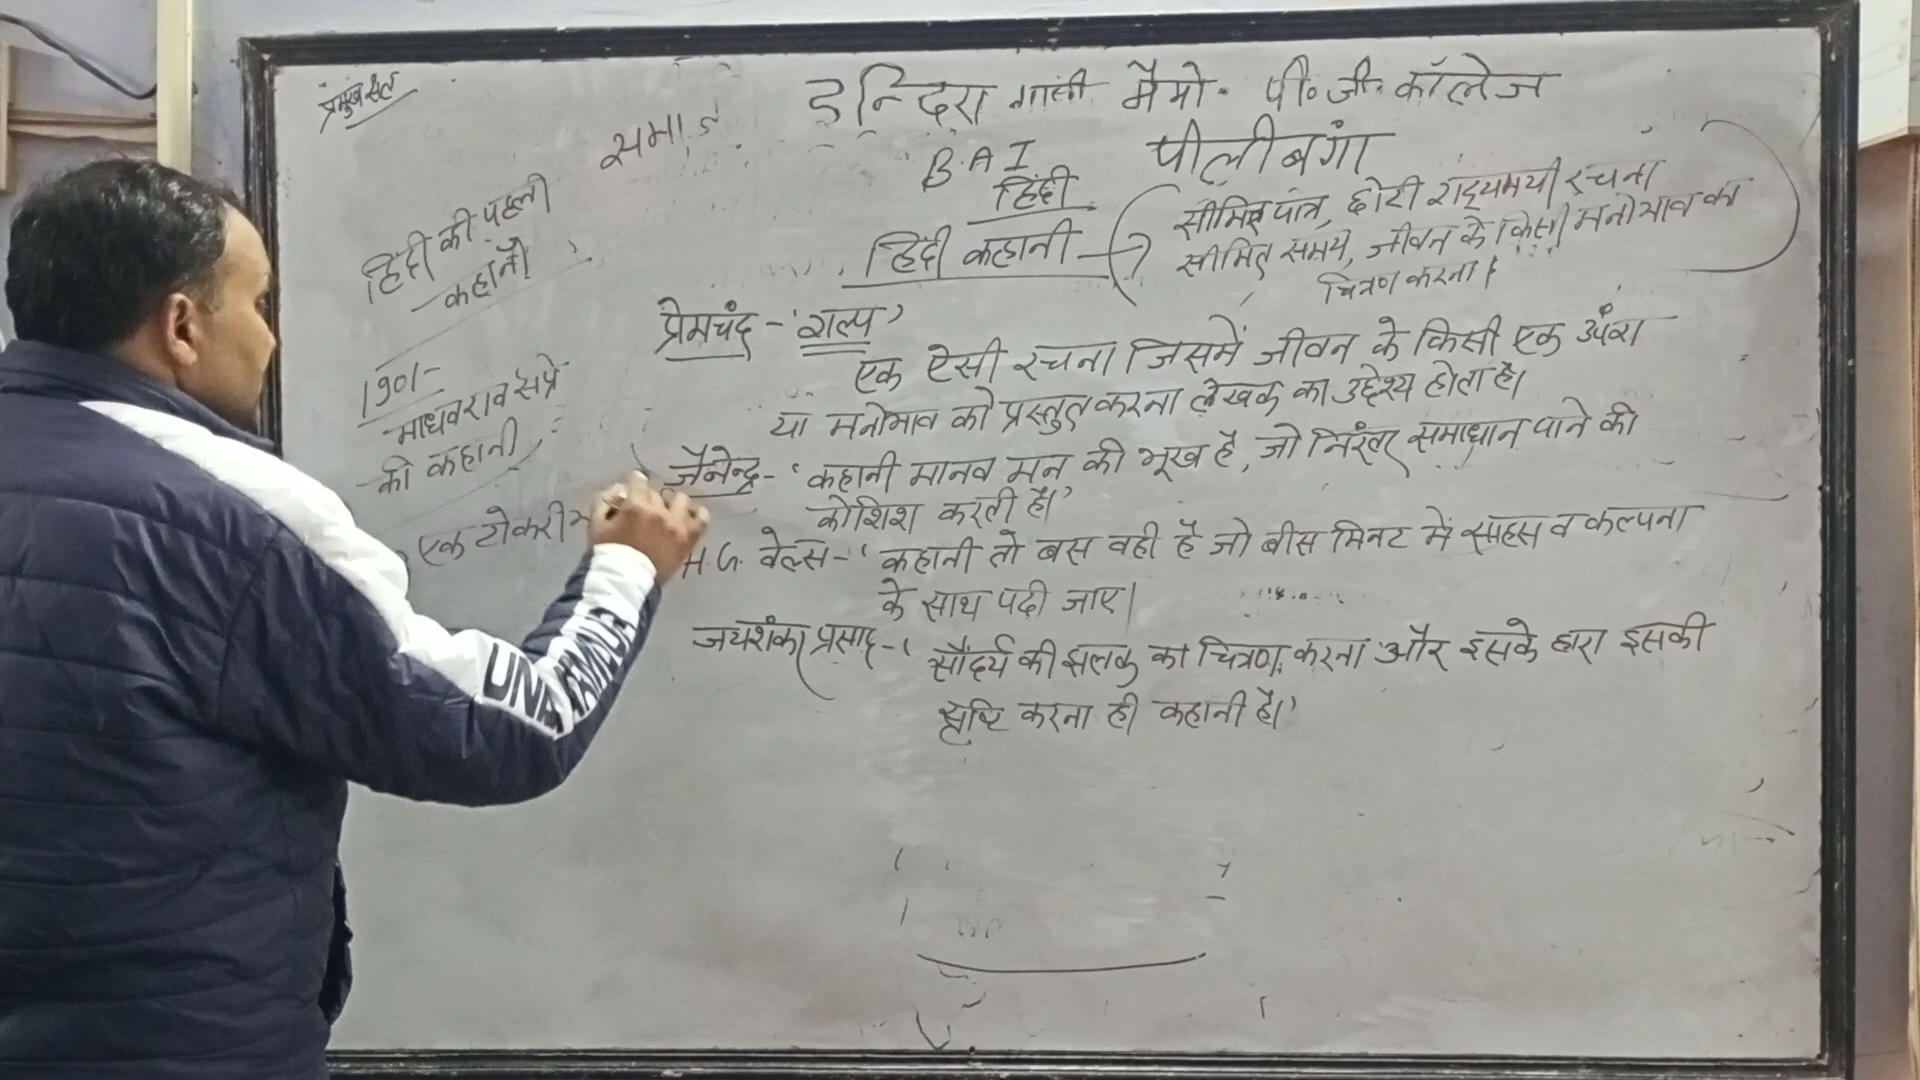 इन्दिरा गांधी मैमो. पी. जी. कॉलेज
पीलीबंगा
B. A I
हिंदी
हिंदी कहानी -
सीमित पात्र, छोटी गद्यमयी रचना
सीमित समय, जीवन के किसी मनोभाव का
चित्रण करना।
समाज
हिंदी की पहली
कहानी
1901-
माधवराव सप्रे
की कहानी
एक टोकरी
प्रेमचंद - 'गल्प'
एक ऐसी रचना जिसमें जीवन के किसी एक अंश
या मनोभाव को प्रस्तुत करना लेखक का उद्देश्य होता है।
जैनेन्द्र - 'कहानी मानव मन की भूख है, जो निरंतर समाधान पाने की
कोशिश करती है।'
H.G. वेल्स - 'कहानी तो बस वही है जो बीस मिनट में साहस व कल्पना
के साथ पढी जाए।
जयशंकर प्रसाद - 'सौंदर्य की झलक का चित्रण करना और इसके द्वारा इसकी
सृष्टि करना ही कहानी है।'
UNDER ARMOUR